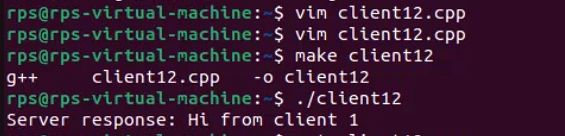 rps@rps-virtual-machine:~$ vim client12.cpp
rps@rps-virtual-machine:~$ vim client12.cpp
rps@rps-virtual-machine:~$ make client12
g++     client12.cpp   -o client12
rps@rps-virtual-machine:~$ ./client12
Server response: Hi from client 1